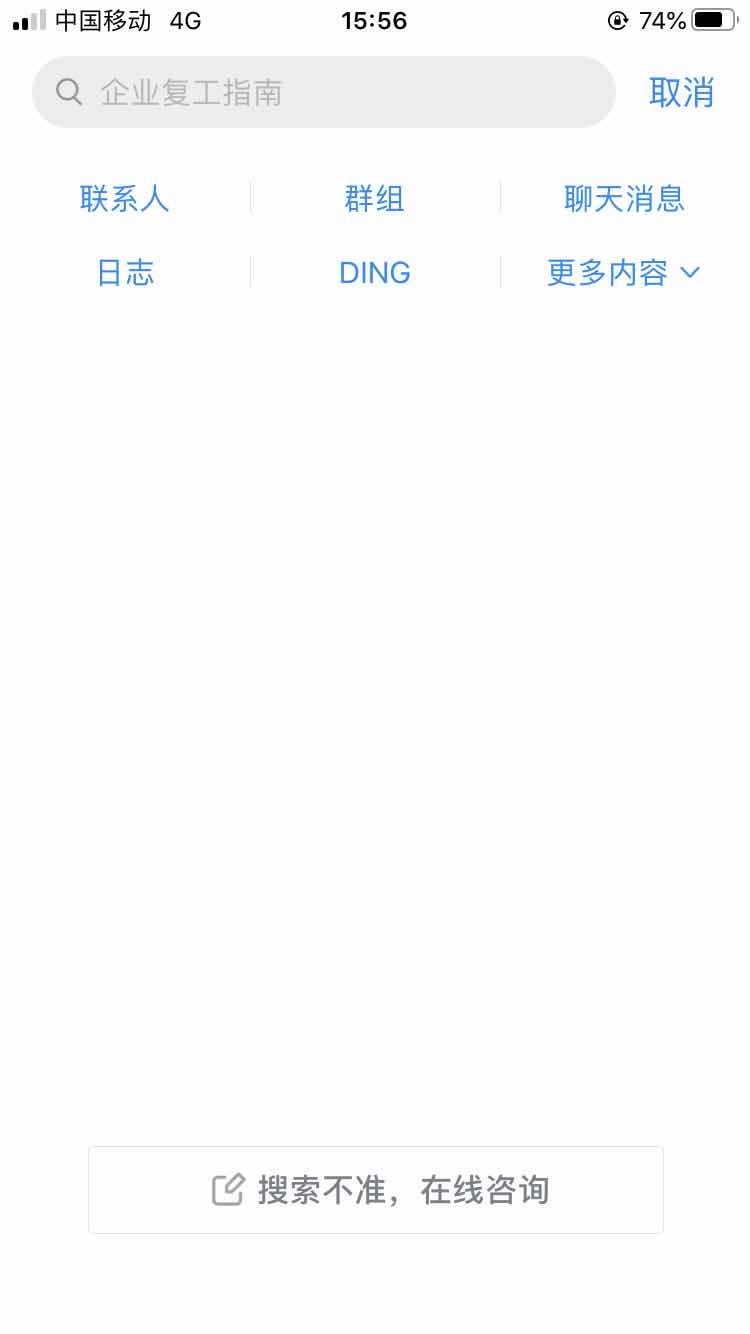 中国移动 4G 15:56 74%
企业复工指南 取消
联系人 群组 聊天消息
日志 DING 更多内容
搜索不准，在线咨询